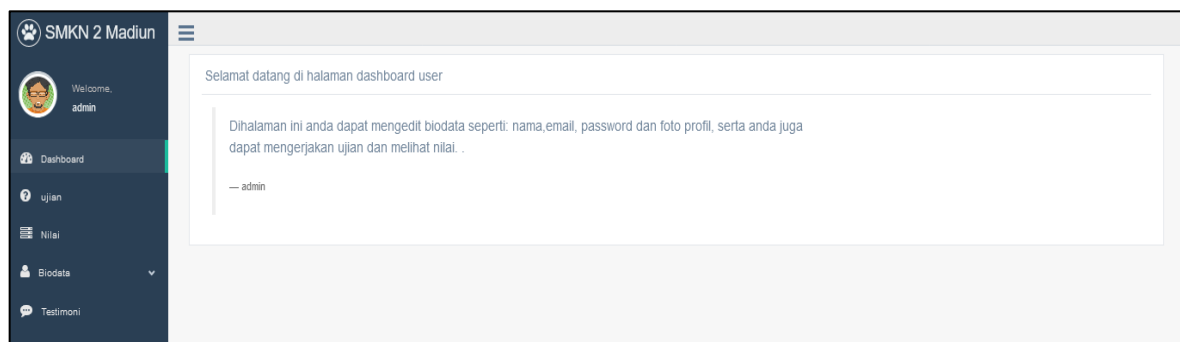 SMKN 2 Madiun
Welcome,
admin
Dashboard
ujian
Nilai
Biodata
Testimoni
Selamat datang di halaman dashboard user
Dihalaman ini anda dapat mengedit biodata seperti: nama,email, password dan foto profil, serta anda juga
dapat mengerjakan ujian dan melihat nilai. .
— admin